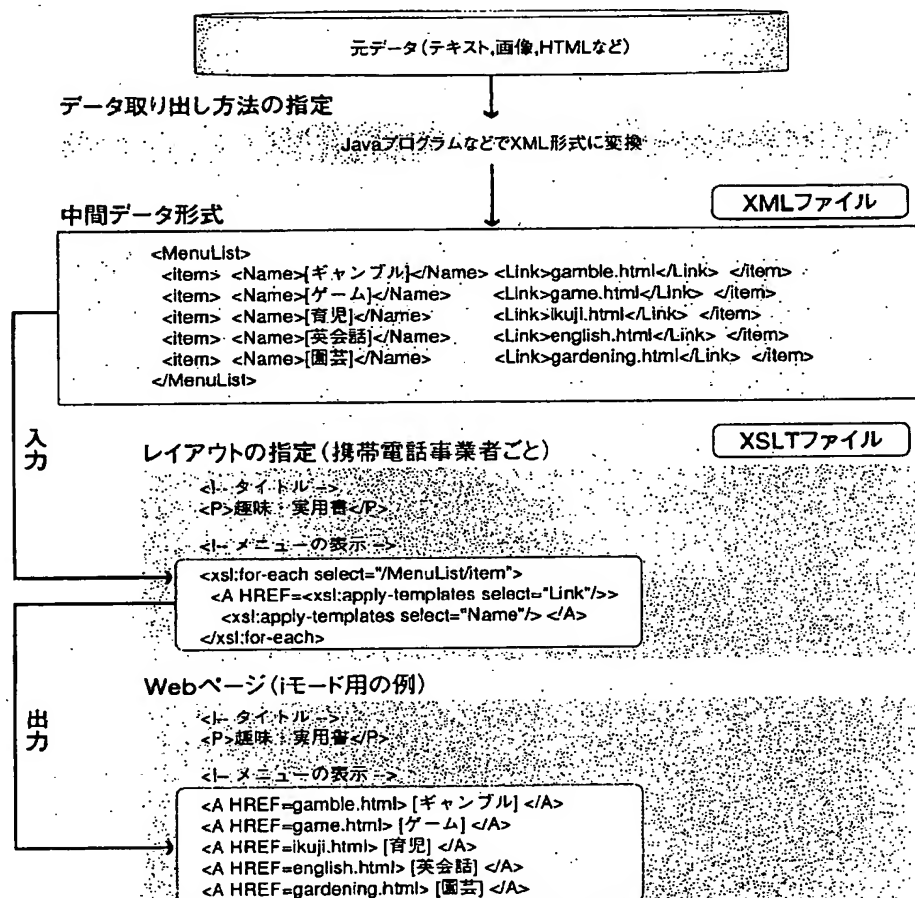 元データ(テキスト,画像,HTMLなど)
データ取り出し方法の指定
JavaプログラムなどでXML形式に変換
中間データ形式
XMLファイル
<MenuList>
<item> <Name>[ギャンブル]</Name> <Link>gamble.html</Link> </item>
<item> <Name>[ゲーム]</Name> <Link>game.html</Link> </item>
<item> <Name>[育児]</Name> <Link>ikuji.html</Link> </item>
<item> <Name>[英会話]</Name> <Link>english.html</Link> </item>
<item> <Name>[園芸]</Name> <Link>gardening.html</Link> </item>
</MenuList>
入力
レイアウトの指定(携帯電話事業者ごと)
XSLTファイル
<!-- タイトル -->
<P>趣味・実用書</P>
<!-- メニューの表示 -->
<xsl:for-each select="/MenuList/item">
<A HREF=<xsl:apply-templates select="Link"/>>
<xsl:apply-templates select="Name"/> </A>
</xsl:for-each>
Webページ(iモード用の例)
出力
<!-- タイトル -->
<P>趣味・実用書</P>
<!-- メニューの表示 -->
<A HREF=gamble.html> [ギャンブル] </A>
<A HREF=game.html> [ゲーム] </A>
<A HREF=ikuji.html> [育児] </A>
<A HREF=english.html> [英会話] </A>
<A HREF=gardening.html> [園芸] </A>